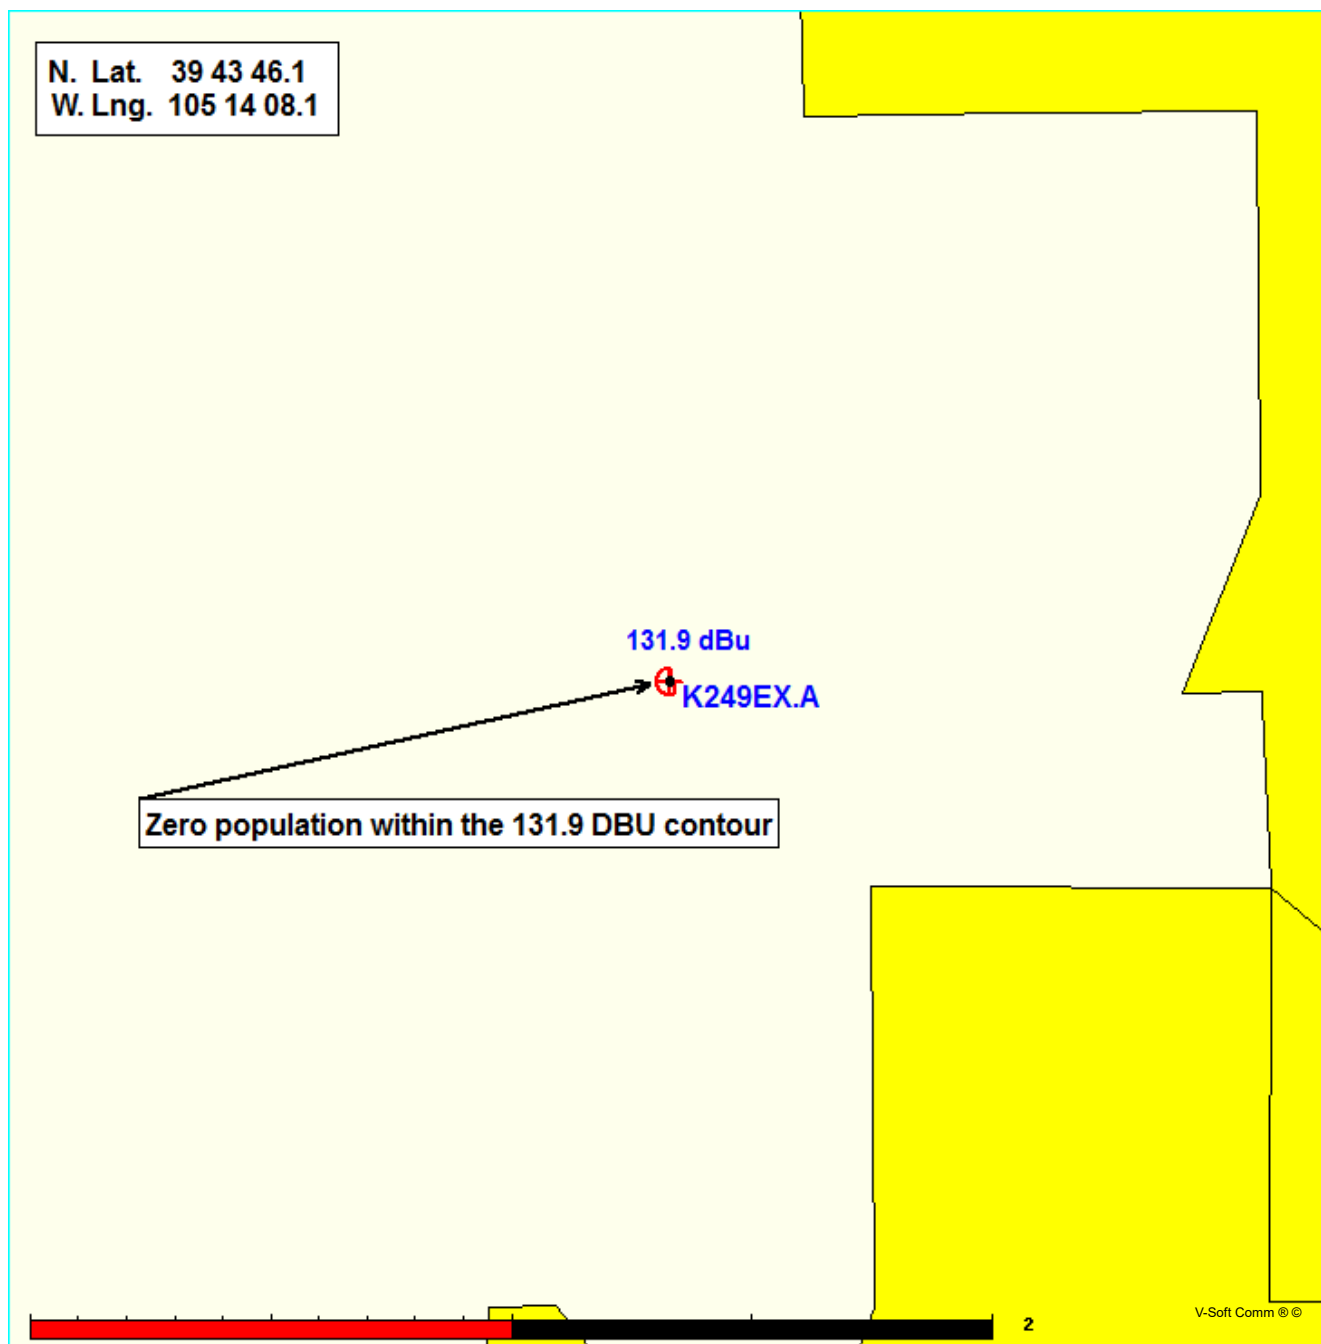 N. Lat. 39 43 46.1
W. Lng. 105 14 08.1
131.9 dBu
K249EX.A
Zero population within the 131.9 DBU contour
V-Soft Comm ® ©
2